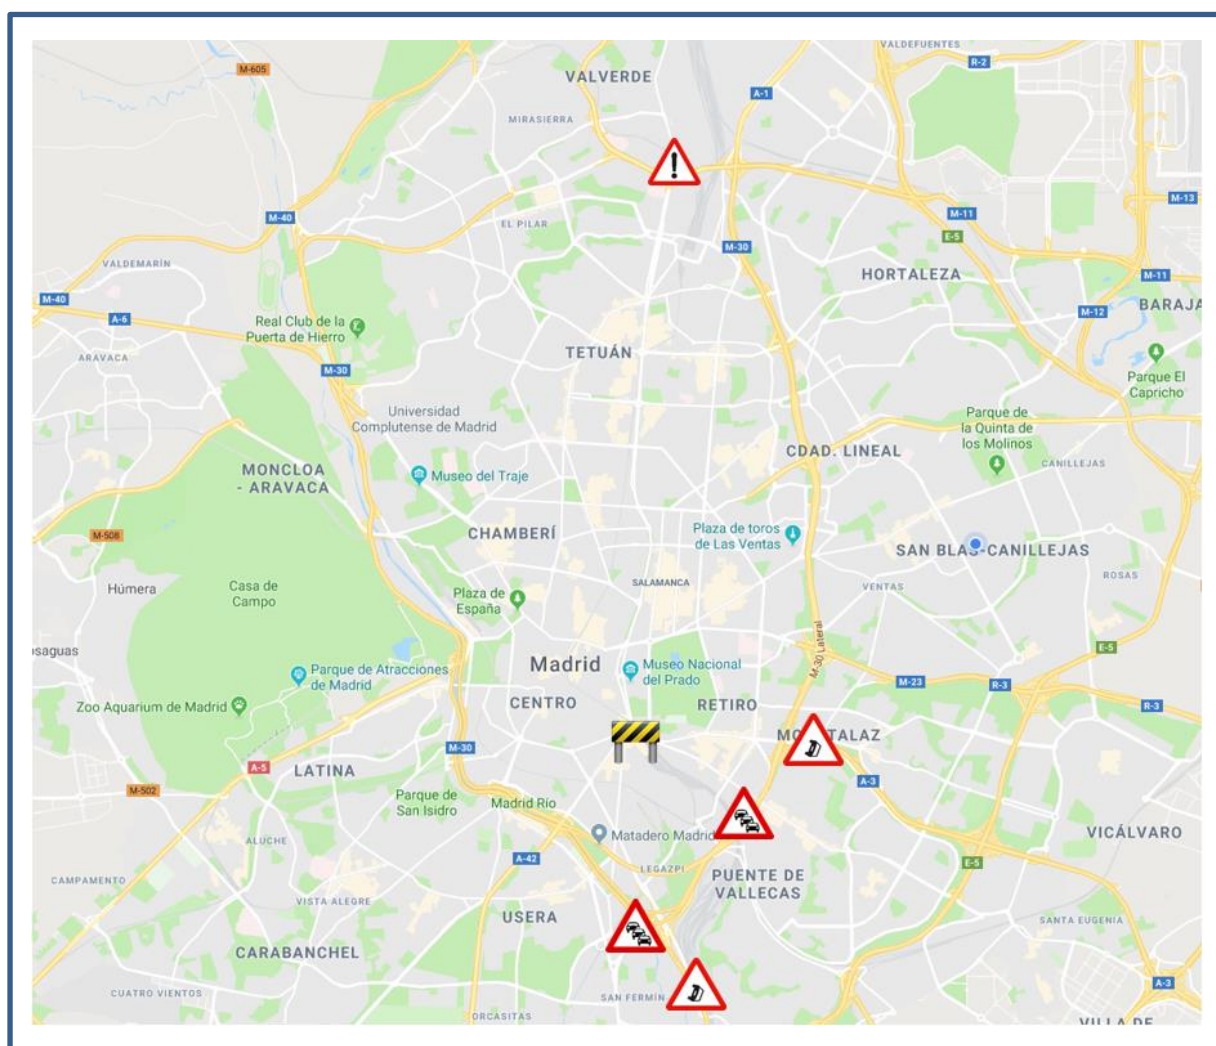 VALDEFUENTES
R-2
M-605
VALVERDE
A-1
MIRASIERRA
M-13
M-40
M-11
EL PILAR
E-5
M-30
VALDEMARÍN
HORTALEZA
M-11
M-40
BARAJA
A-6
M-12
Real Club de la
Puerta de Hierro
TETUÁN
ARAVACA
M-30
Parque El
Capricho
Universidad
Complutense de Madrid
Parque de
la Quinta de
los Molinos
CDAD. LINEAL
CANILLEJAS
MONCLOA
- ARAVACA
Museo del Traje
M-508
CHAMBERÍ
Plaza de toros
de Las Ventas
SAN BLAS-CANILLEJAS
ROSAS
Húmera
Casa de
Campo
Plaza de
España
SALAMANCA
VENTAS
M-30 Lateral
osaguas
Madrid
Museo Nacional
del Prado
E-5
Parque de Atracciones
de Madrid
M-23
R-3
R-3
Zoo Aquarium de Madrid
CENTRO
RETIRO
M
TALAZ
M-30
A-5
LATINA
A-3
M-502
Parque de
San Isidro
Madrid Río
Matadero Madrid
VICÁLVARO
ALUCHE
A-42
LEGAZPI
E-5
CAMPAMENTO
PUENTE DE
VALLECAS
VISTA ALEGRE
USERA
SANTA EUGENIA
CARABANCHEL
A-3
CUATRO VIENTOS
SAN FERMÍN
ORCASITAS
VILLA DE